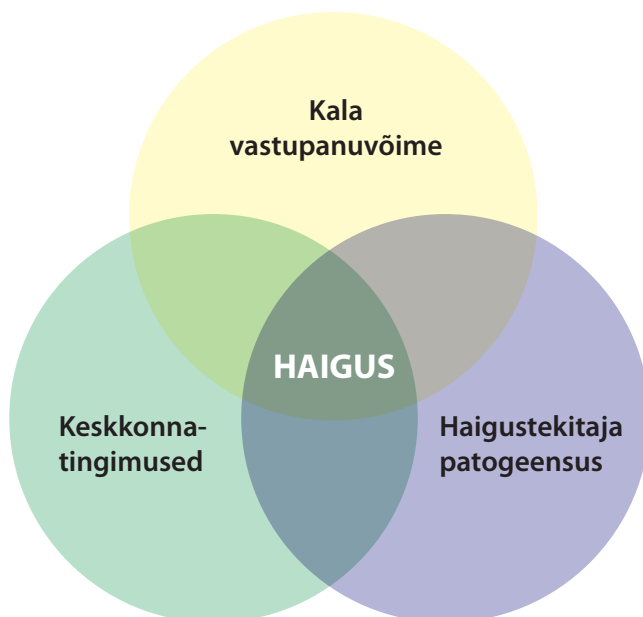 Kala
vastupanuvõime
HAIGUS
Keskkonna-
tingimused
Haigustekitaja
patogeensus